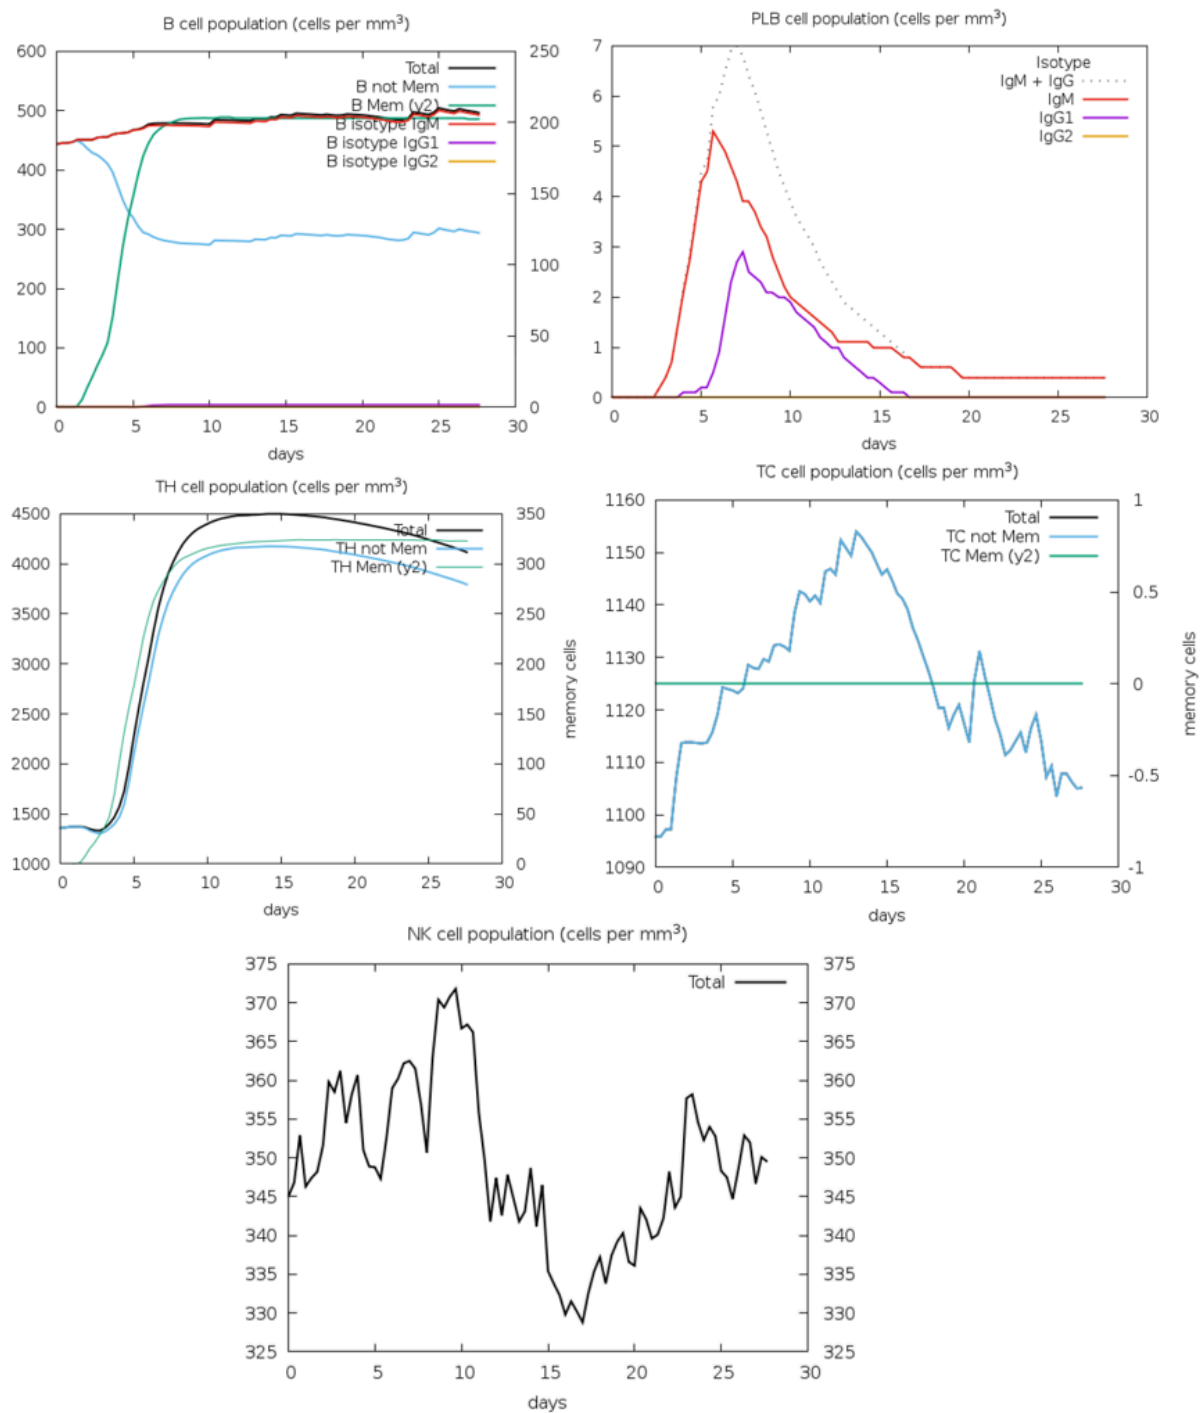 B cell population (cells per mm³)
600
500
400
300
200
100
0
250
200
150
100
50
0
Total
B not Mem
B Mem (y2)
B isotype IgM
B isotype IgG1
B isotype IgG2
0 5 10 15 20 25 30
days
PLB cell population (cells per mm³)
7
6
5
4
3
2
1
0
Isotype
IgM + IgG
IgM
IgG1
IgG2
0 5 10 15 20 25 30
days
TH cell population (cells per mm³)
4500
4000
3500
3000
2500
2000
1500
1000
350
300
250
200
150
100
50
0
memory cells
Total
TH not Mem
TH Mem (y2)
0 5 10 15 20 25 30
days
TC cell population (cells per mm³)
1160
1150
1140
1130
1120
1110
1100
1090
1
0.5
0
-0.5
-1
memory cells
Total
TC not Mem
TC Mem (y2)
0 5 10 15 20 25 30
days
NK cell population (cells per mm³)
375
370
365
360
355
350
345
340
335
330
325
375
370
365
360
355
350
345
340
335
330
325
Total
0 5 10 15 20 25 30
days